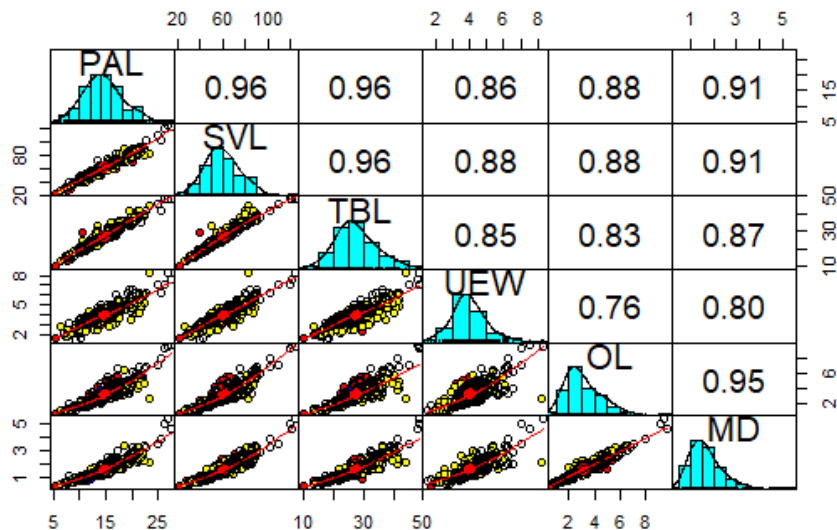 20 60 100 2 4 6 8 1 3 5
PAL 0.96 0.96 0.86 0.88 0.91 5 15
20 80 SVL 0.96 0.88 0.88 0.91
TBL 0.85 0.83 0.87 10 30 50
2 5 8 UEW 0.76 0.80
OL 0.95 2 6
1 3 5 MD
5 15 25 10 30 50 2 4 6 8